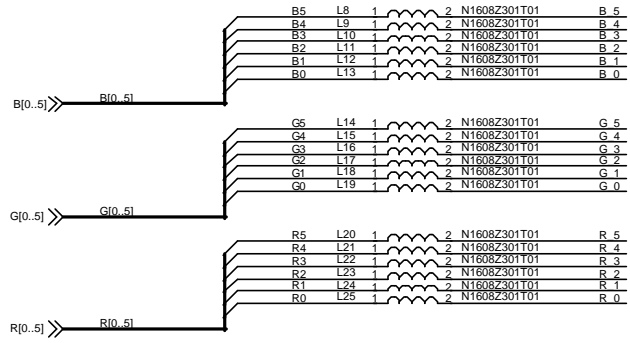 B5 L8 1 2 N1608Z301T01 B_5
B4 L9 1 2 N1608Z301T01 B_4
B3 L10 1 2 N1608Z301T01 B_3
B2 L11 1 2 N1608Z301T01 B_2
B1 L12 1 2 N1608Z301T01 B_1
B0 L13 1 2 N1608Z301T01 B_0
B[0..5] B[0..5]
G5 L14 1 2 N1608Z301T01 G_5
G4 L15 1 2 N1608Z301T01 G_4
G3 L16 1 2 N1608Z301T01 G_3
G2 L17 1 2 N1608Z301T01 G_2
G1 L18 1 2 N1608Z301T01 G_1
G0 L19 1 2 N1608Z301T01 G_0
G[0..5] G[0..5]
R5 L20 1 2 N1608Z301T01 R_5
R4 L21 1 2 N1608Z301T01 R_4
R3 L22 1 2 N1608Z301T01 R_3
R2 L23 1 2 N1608Z301T01 R_2
R1 L24 1 2 N1608Z301T01 R_1
R0 L25 1 2 N1608Z301T01 R_0
R[0..5] R[0..5]